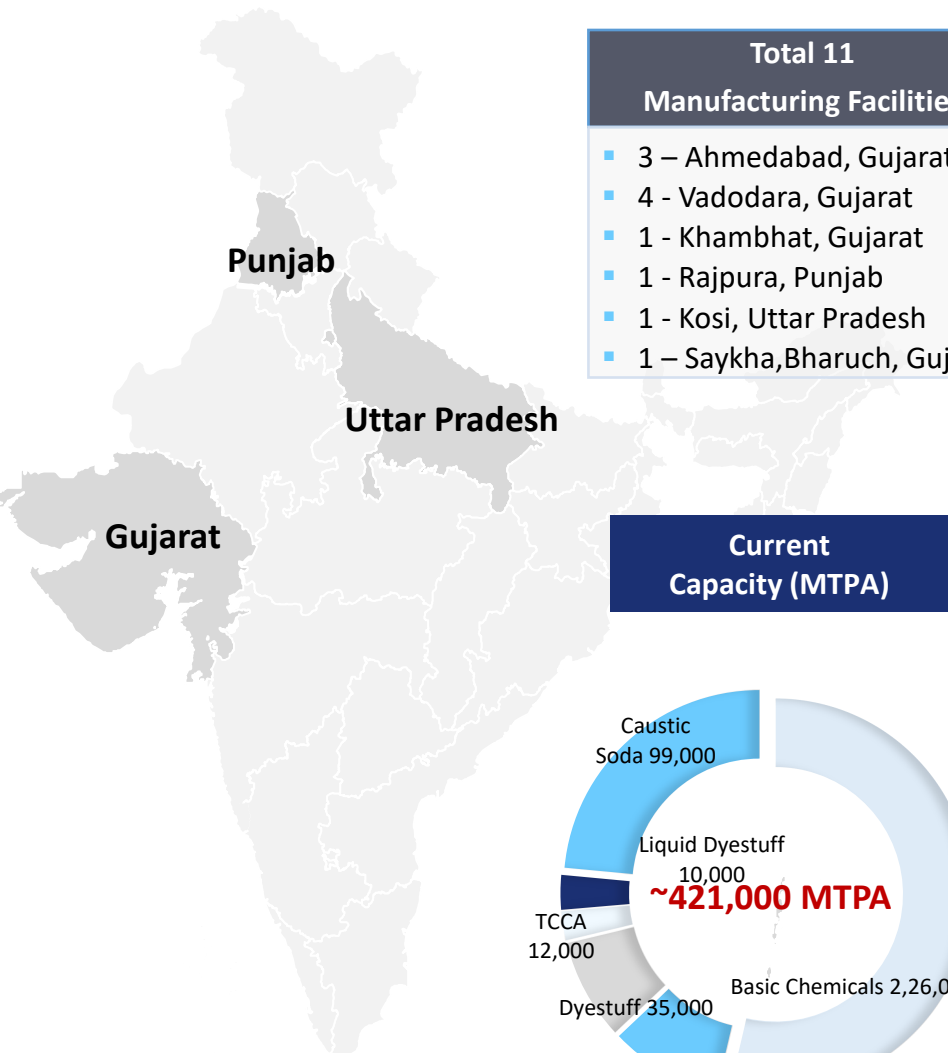 Total 11
Manufacturing Facilitie
3 – Ahmedabad, Gujarat
4 - Vadodara, Gujarat
1 - Khambhat, Gujarat
1 - Rajpura, Punjab
1 - Kosi, Uttar Pradesh
1 – Saykha,Bharuch, Guj
Punjab
Uttar Pradesh
Gujarat
Current
Capacity (MTPA)
Caustic
Soda 99,000
Liquid Dyestuff
10,000
~421,000 MTPA
TCCA
12,000
Basic Chemicals 2,26,0
Dyestuff 35,000